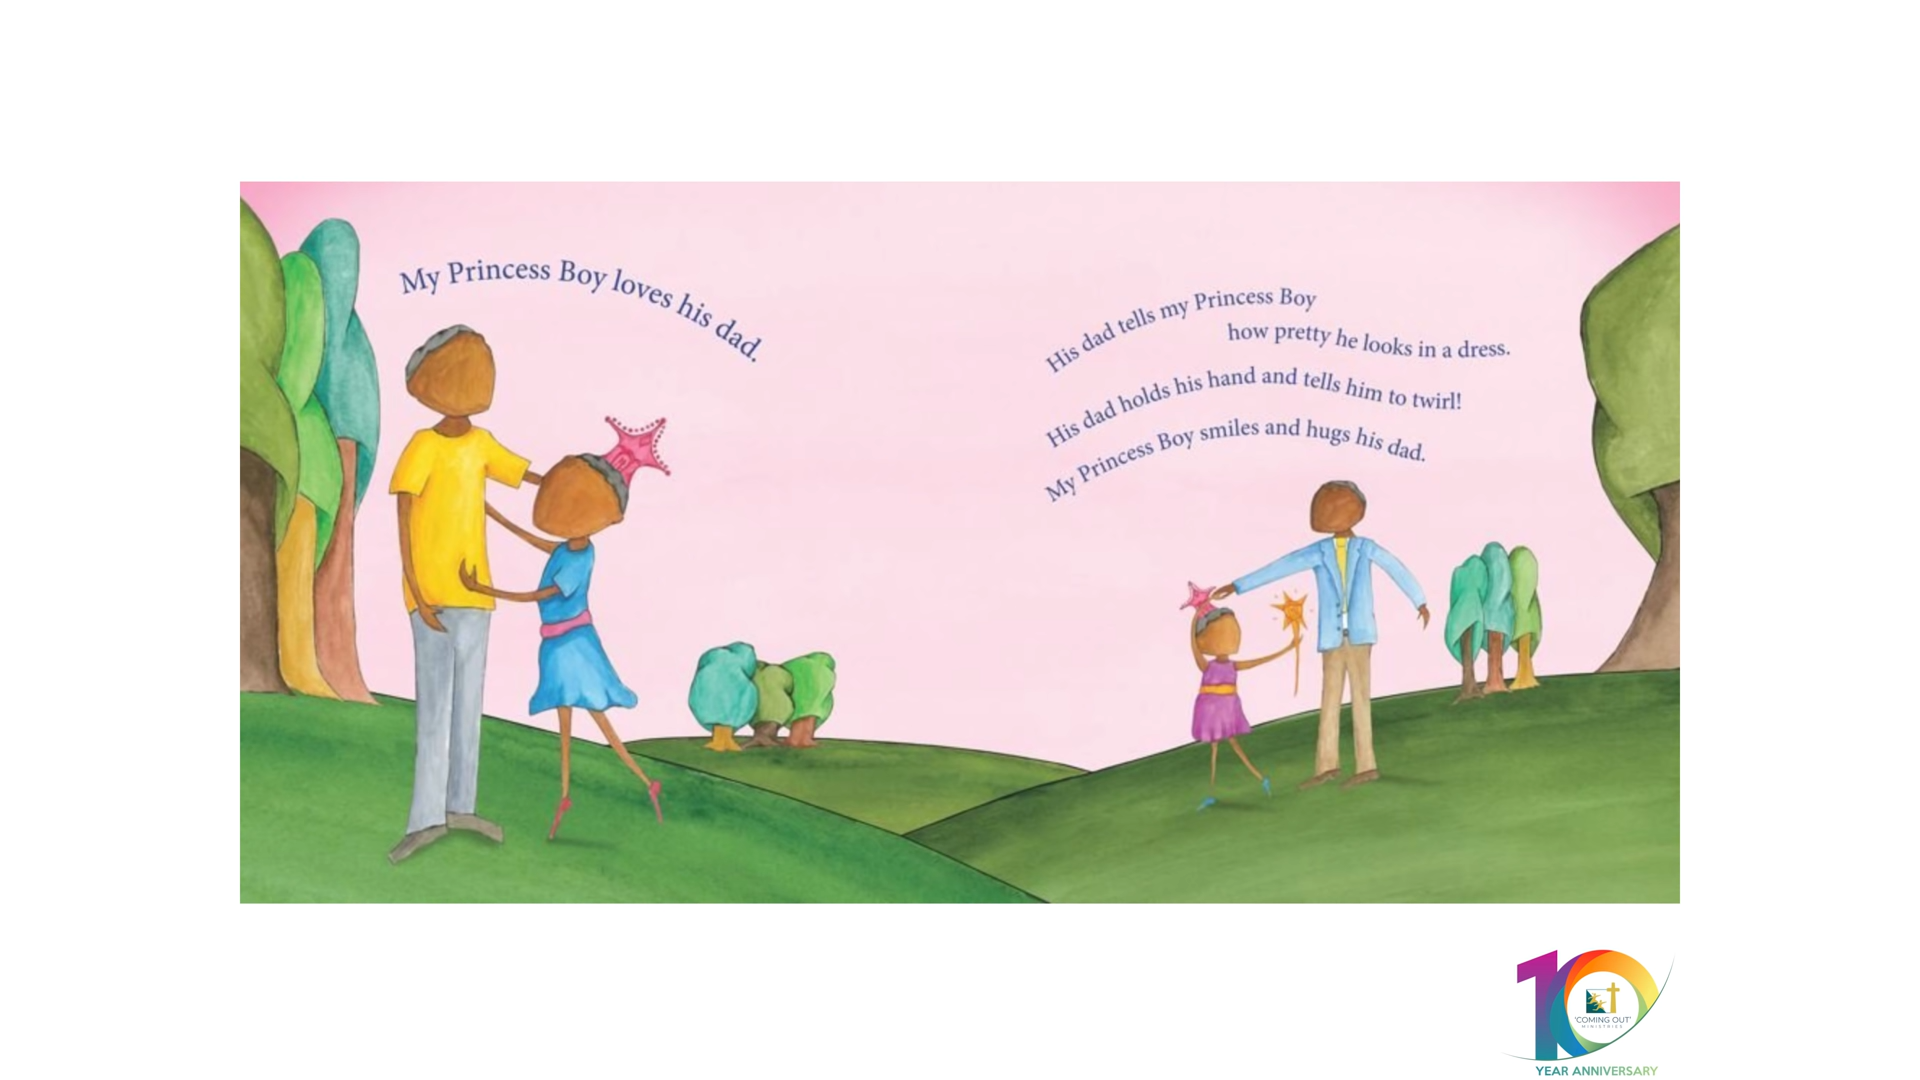 My Princess Boy loves his dad.
His dad tells my Princess Boy
how pretty he looks in a dress.
His dad holds his hand and tells him to twirl!
My Princess Boy smiles and hugs his dad.
10
'COMING OUT'
MINISTRIES
YEAR ANNIVERSARY